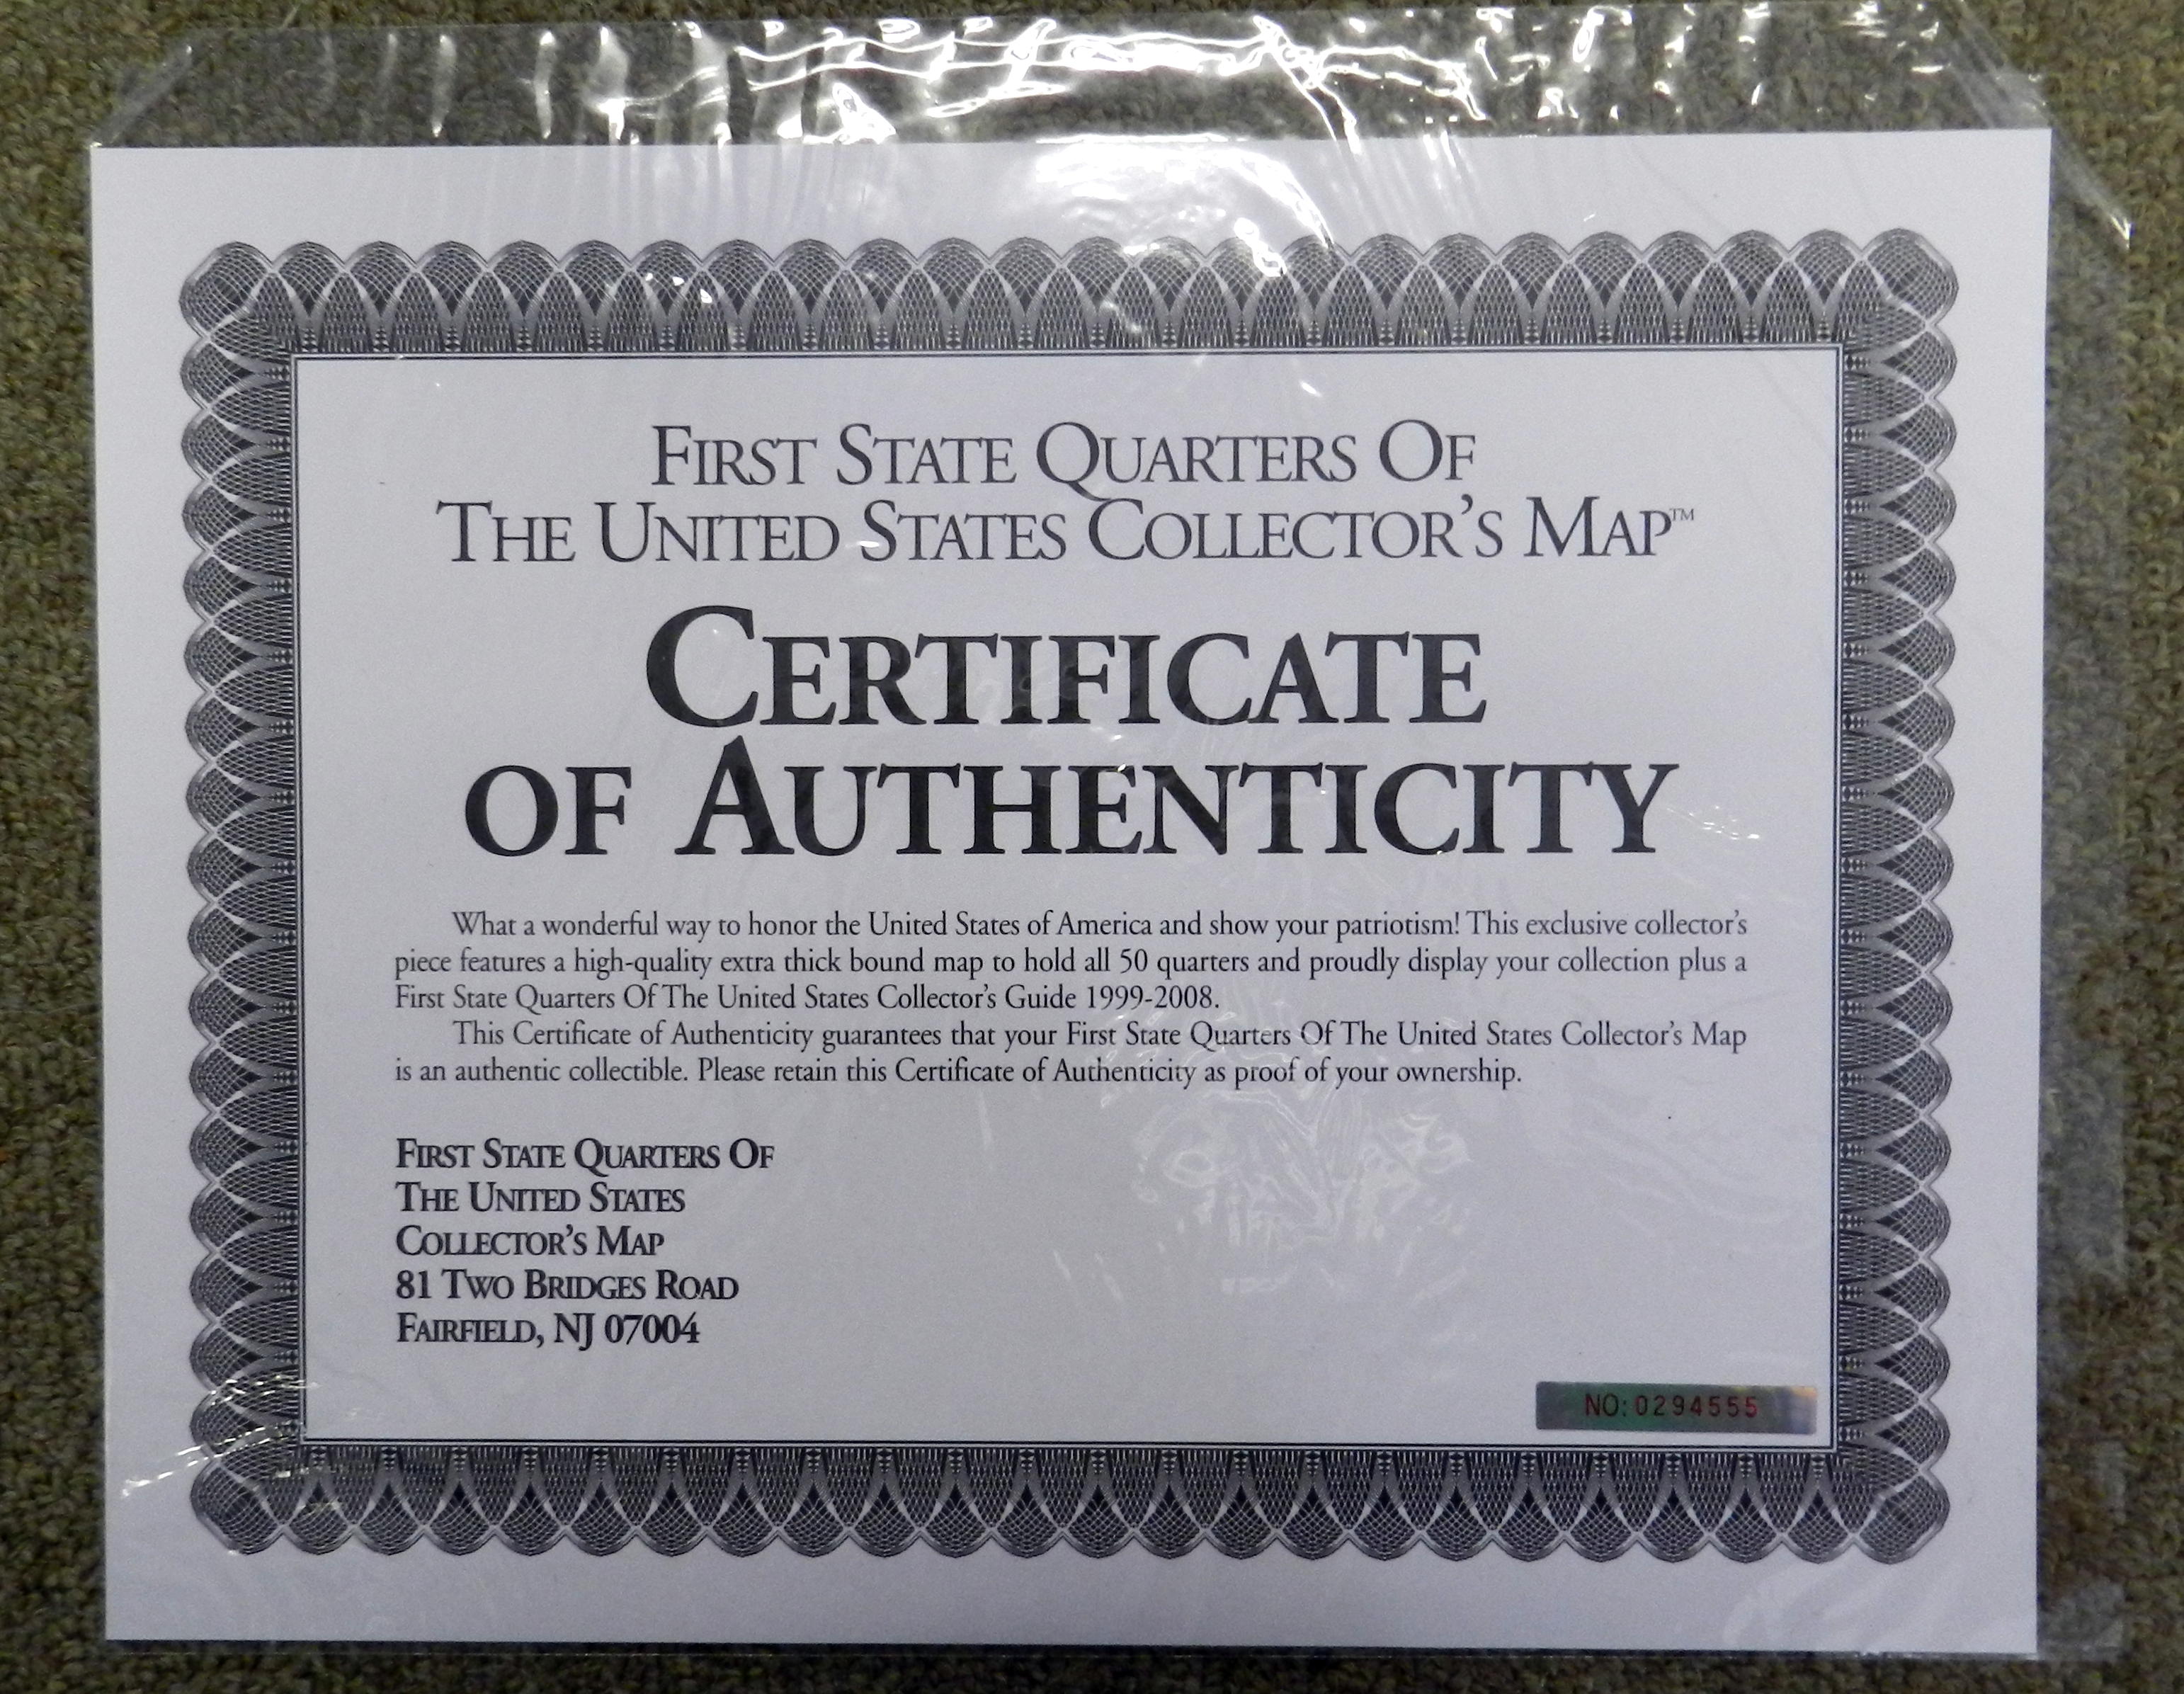 First State Quarters Of
The United States Collector's Map™
Certificate
of Authenticity
What a wonderful way to honor the United States of America and show your patriotism! This exclusive collector's
piece features a high-quality extra thick bound map to hold all 50 quarters and proudly display your collection plus a
First State Quarters Of The United States Collector's Guide 1999-2008.
This Certificate of Authenticity guarantees that your First State Quarters Of The United States Collector's Map
is an authentic collectible. Please retain this Certificate of Authenticity as proof of your ownership.
First State Quarters Of
The United States
Collector's Map
81 Two Bridges Road
Fairfield, NJ 07004
NO:0294555